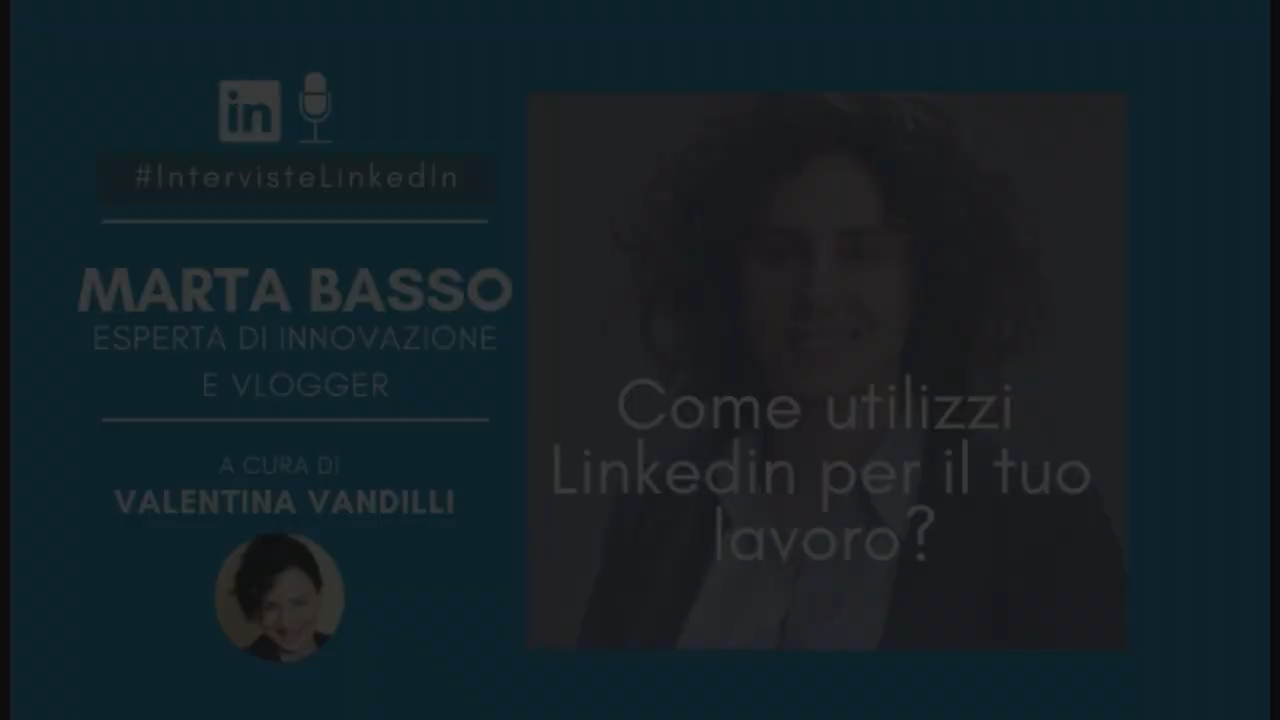 in
#IntervisteLinkedIn
MARTA BASSO
ESPERTA DI INNOVAZIONE
E VLOGGER
A CURA DI
VALENTINA VANDILLI
Come utilizzi
Linkedin per il tuo
lavoro?